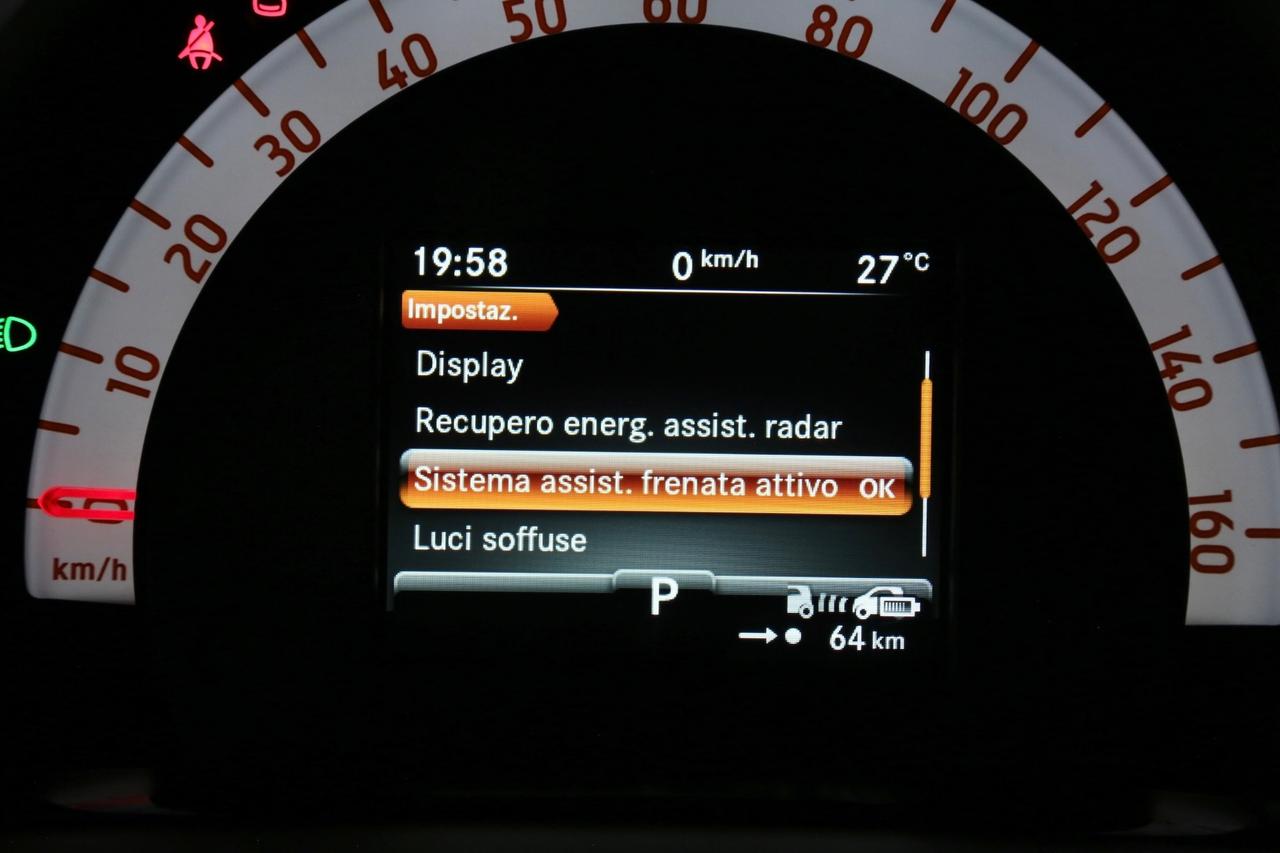 50
60
80
40
100
30
120
20
19:58 0 km/h 27°C
Impostaz.
Display
10
140
Recupero energ. assist. radar
Sistema assist. frenata attivo OK
0
160
Luci soffuse
km/h
P
64 km